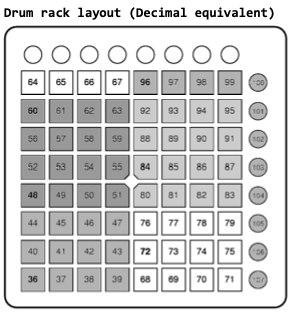 Drum rack layout (Decimal equivalent)
64 65 66 67 96 97 98 99 100
60 61 62 63 92 93 94 95 101
56 57 58 59 88 89 90 91 102
52 53 54 55 84 85 86 87 103
48 49 50 51 80 81 82 83 104
44 45 46 47 76 77 78 79 105
40 41 42 43 72 73 74 75 106
36 37 38 39 68 69 70 71 107